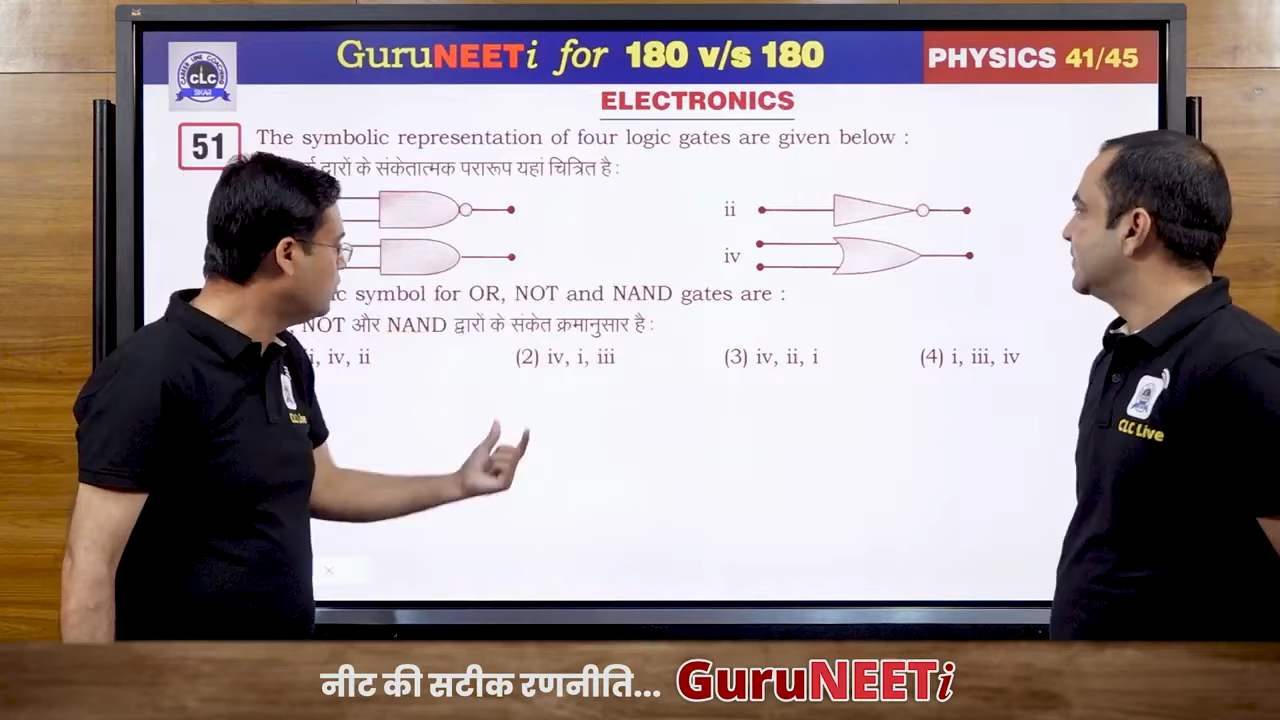 GuruNEETi for 180 v/s 180
PHYSICS 41/45
CLC
SIKAR
ELECTRONICS
51
The symbolic representation of four logic gates are given below :
द्वारों के संकेतात्मक परारूप यहां चित्रित है :
ii
iv
symbol for OR, NOT and NAND gates are :
NOT और NAND द्वारों के संकेत क्रमानुसार है :
iv, ii
(2) iv, i, iii
(3) iv, ii, i
(4) i, iii, iv
CLC Live
नीट की सटीक रणनीति... GuruNEETi